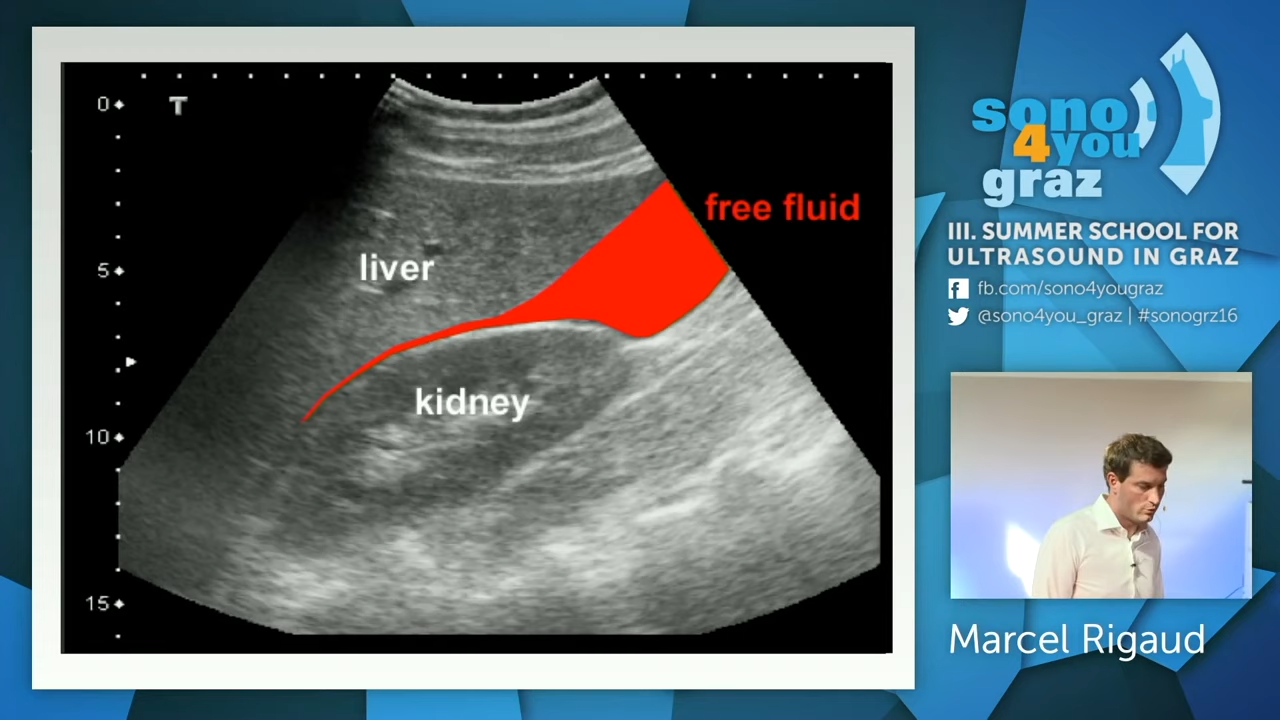 0
T
free fluid
liver
5
kidney
10
15
sono
4you
graz
III. SUMMER SCHOOL FOR
ULTRASOUND IN GRAZ
fb.com/sono4yougraz
@sono4you_graz | #sonogrz16
Marcel Rigaud